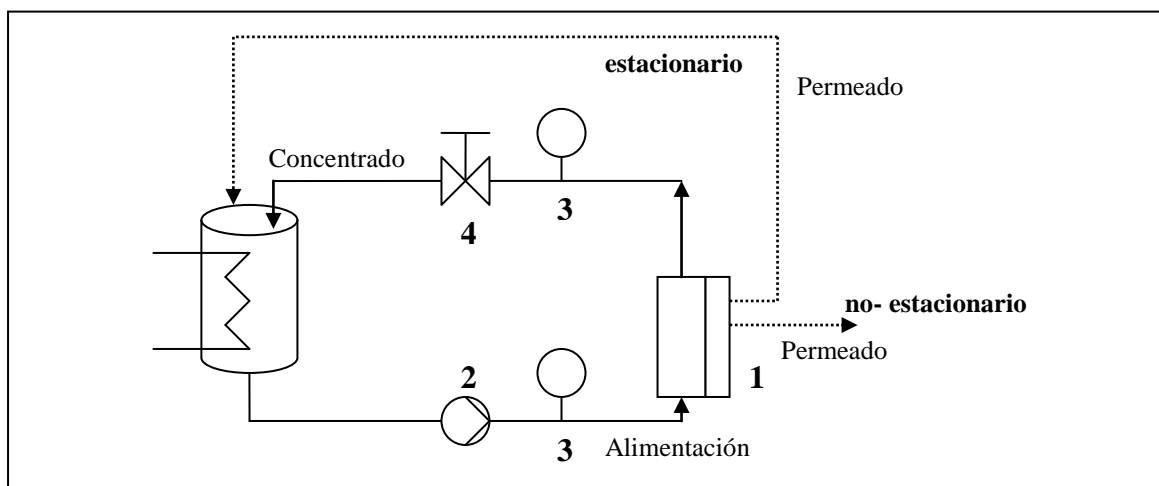 estacionario
Permeado
Concentrado
3
4
no- estacionario
Permeado
1
2
3
Alimentación